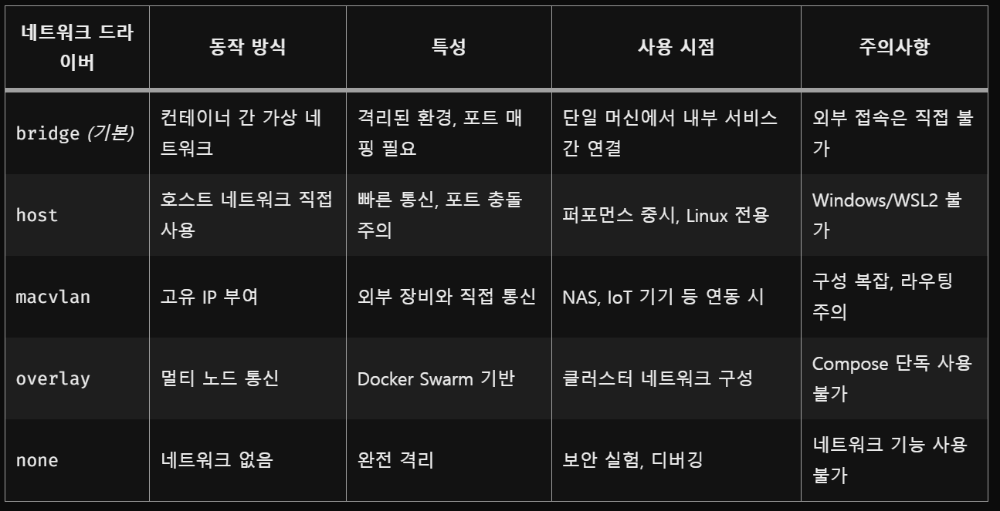 네트워크 드라
이버
동작 방식
특성
사용 시점
주의사항
bridge (기본)
컨테이너 간 가상 네
트워크
격리된 환경, 포트 매
핑 필요
단일 머신에서 내부 서비스
간 연결
외부 접속은 직접 불
가
host
호스트 네트워크 직접
사용
빠른 통신, 포트 충돌
주의
퍼포먼스 중시, Linux 전용
Windows/WSL2 불
가
macvlan
고유 IP 부여
외부 장비와 직접 통신
NAS, IoT 기기 등 연동 시
구성 복잡, 라우팅
주의
overlay
멀티 노드 통신
Docker Swarm 기반
클러스터 네트워크 구성
Compose 단독 사용
불가
none
네트워크 없음
완전 격리
보안 실험, 디버깅
네트워크 기능 사용
불가